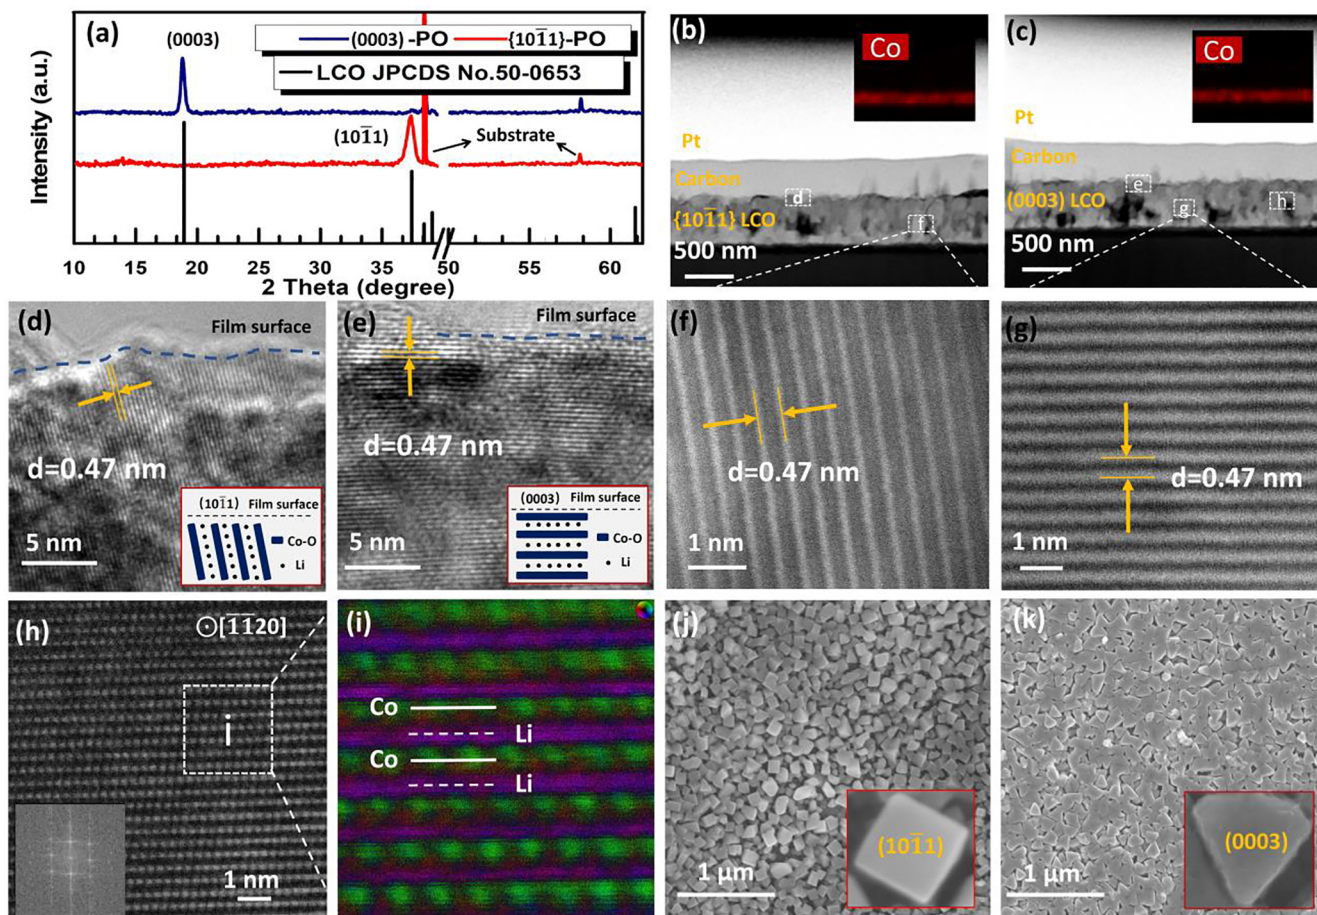 (a)
(0003)
(0003) -PO {101̅1}-PO
LCO JPCDS No.50-0653
(101̅1)
Substrate
Intensity (a.u.)
10 15 20 25 30 35 40 50 55 60
2 Theta (degree)
(b)
Co
Pt
Carbon
d
{101̅1} LCO
f
500 nm
(c)
Co
Pt
Carbon
e
(0003) LCO
g
h
500 nm
(d)
Film surface
d=0.47 nm
(101̅1) Film surface
Co-O
Li
5 nm
(e)
Film surface
d=0.47 nm
(0003) Film surface
Co-O
Li
5 nm
(f)
d=0.47 nm
1 nm
(g)
d=0.47 nm
1 nm
(h)
⊙[1̅1̅20]
i
1 nm
(i)
Co
Li
Co
Li
(j)
(101̅1)
1 μm
(k)
(0003)
1 μm